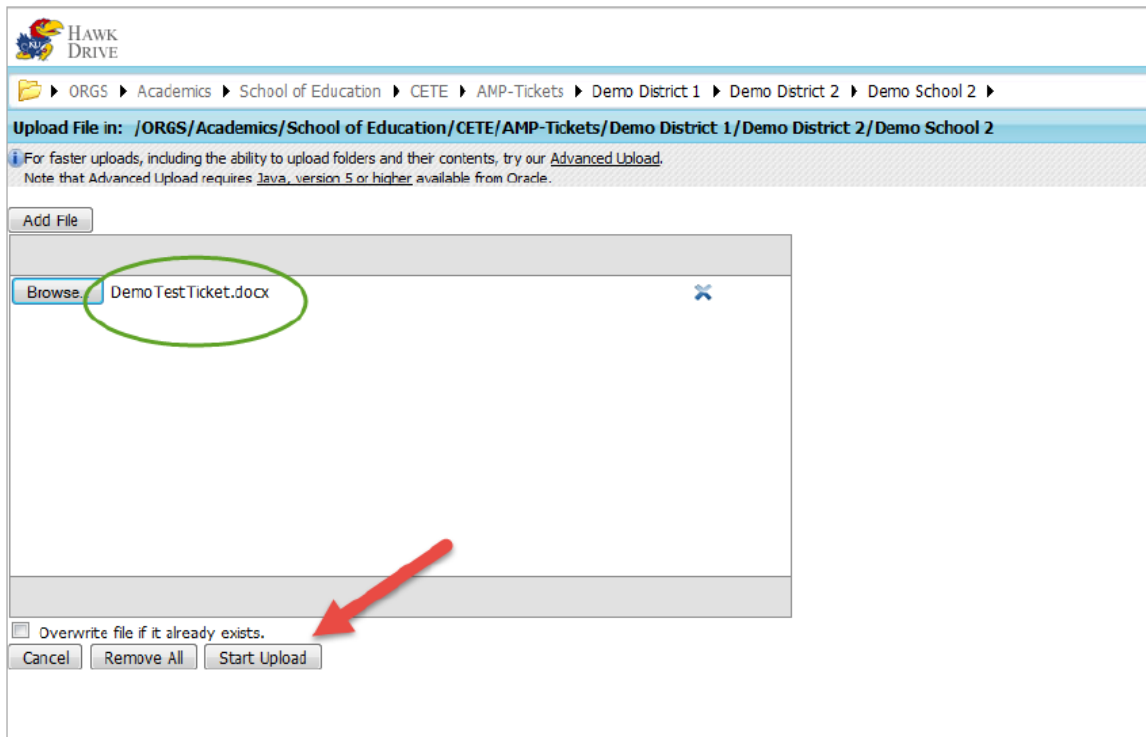 KU HAWK
DRIVE
ORGS Academics School of Education CETE AMP-Tickets Demo District 1 Demo District 2 Demo School 2
Upload File in: /ORGS/Academics/School of Education/CETE/AMP-Tickets/Demo District 1/Demo District 2/Demo School 2
For faster uploads, including the ability to upload folders and their contents, try our Advanced Upload.
Note that Advanced Upload requires Java, version 5 or higher available from Oracle.
Add File
Browse... DemoTestTicket.docx
Overwrite file if it already exists.
Cancel Remove All Start Upload